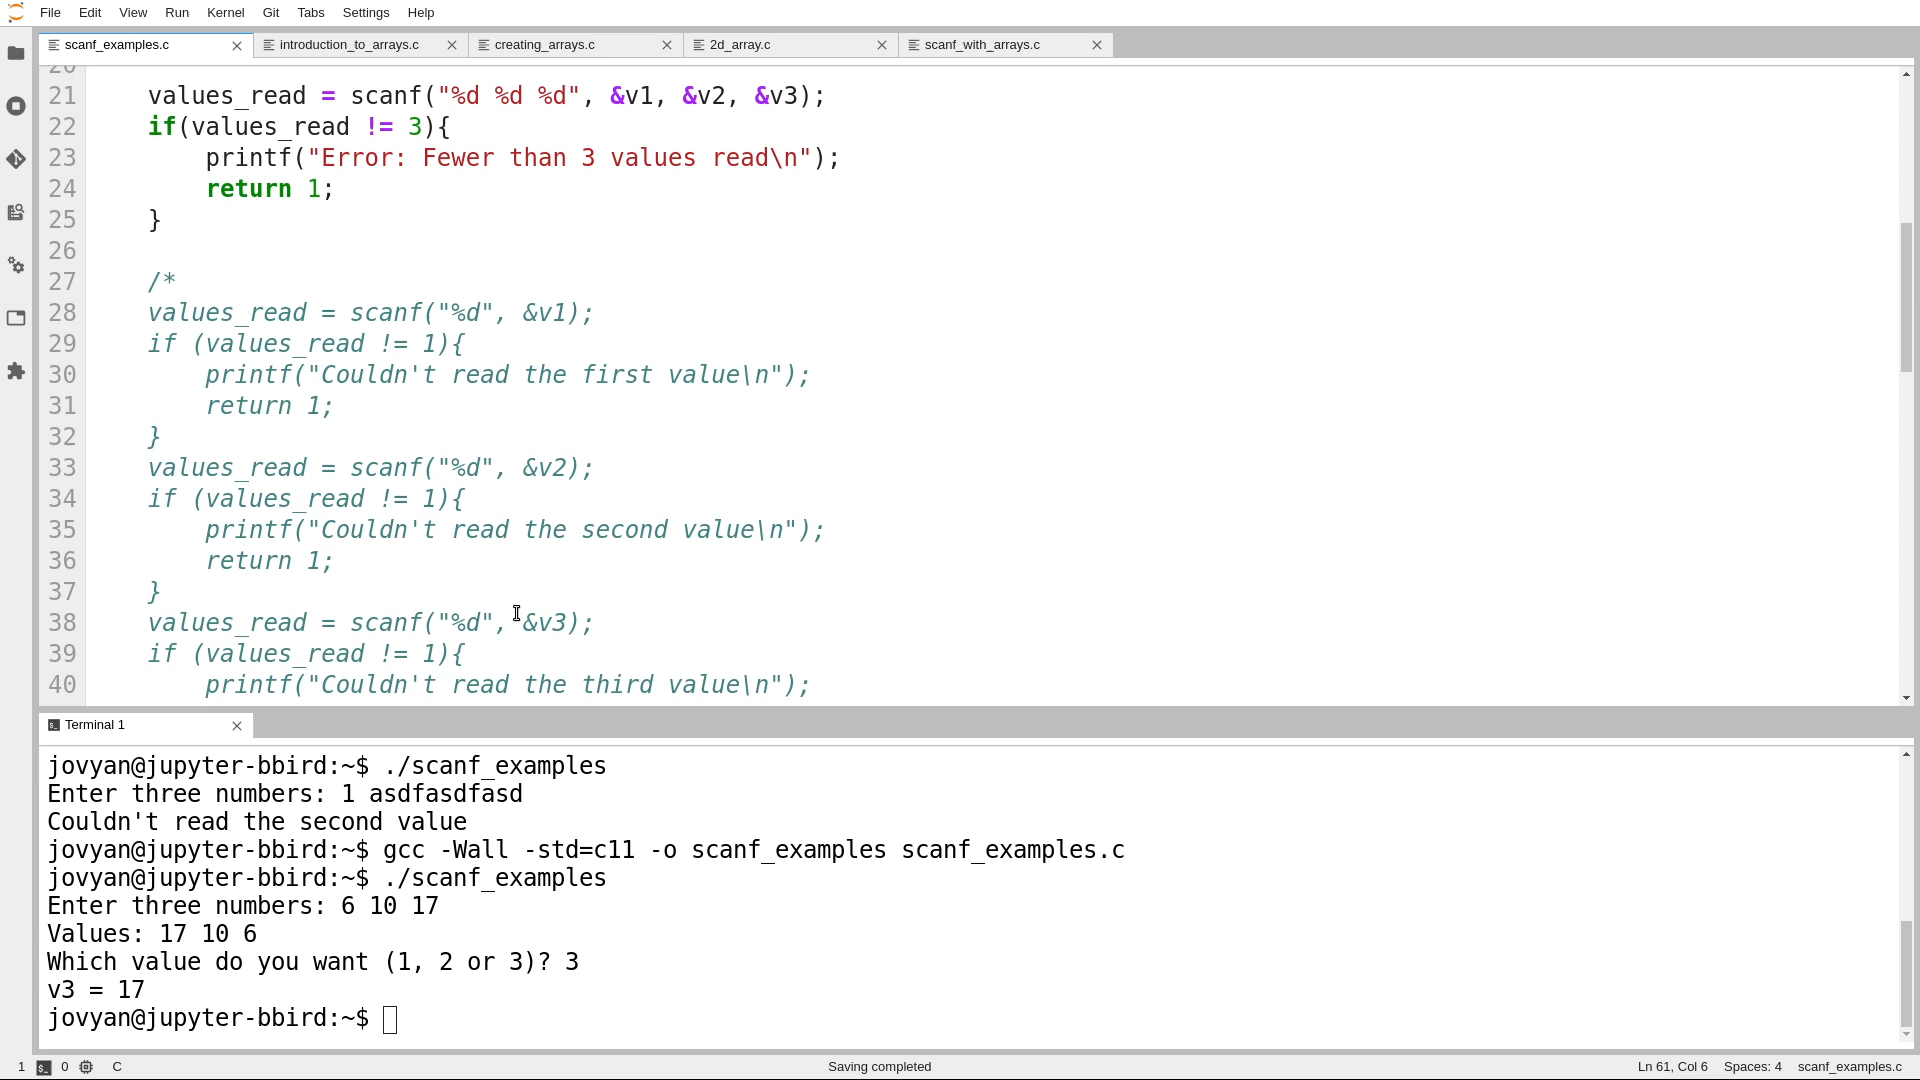 File Edit View Run Kernel Git Tabs Settings Help
scanf_examples.c introduction_to_arrays.c creating_arrays.c 2d_array.c scanf_with_arrays.c
20
21     values_read = scanf("%d %d %d", &v1, &v2, &v3);
22     if(values_read != 3){
23         printf("Error: Fewer than 3 values read\n");
24         return 1;
25     }
26
27     /*
28     values_read = scanf("%d", &v1);
29     if (values_read != 1){
30         printf("Couldn't read the first value\n");
31         return 1;
32     }
33     values_read = scanf("%d", &v2);
34     if (values_read != 1){
35         printf("Couldn't read the second value\n");
36         return 1;
37     }
38     values_read = scanf("%d", &v3);
39     if (values_read != 1){
40         printf("Couldn't read the third value\n");
Terminal 1
jovyan@jupyter-bbird:~$ ./scanf_examples
Enter three numbers: 1 asdfasdfasd
Couldn't read the second value
jovyan@jupyter-bbird:~$ gcc -Wall -std=c11 -o scanf_examples scanf_examples.c
jovyan@jupyter-bbird:~$ ./scanf_examples
Enter three numbers: 6 10 17
Values: 17 10 6
Which value do you want (1, 2 or 3)? 3
v3 = 17
jovyan@jupyter-bbird:~$
1 0 C Saving completed Ln 61, Col 6 Spaces: 4 scanf_examples.c